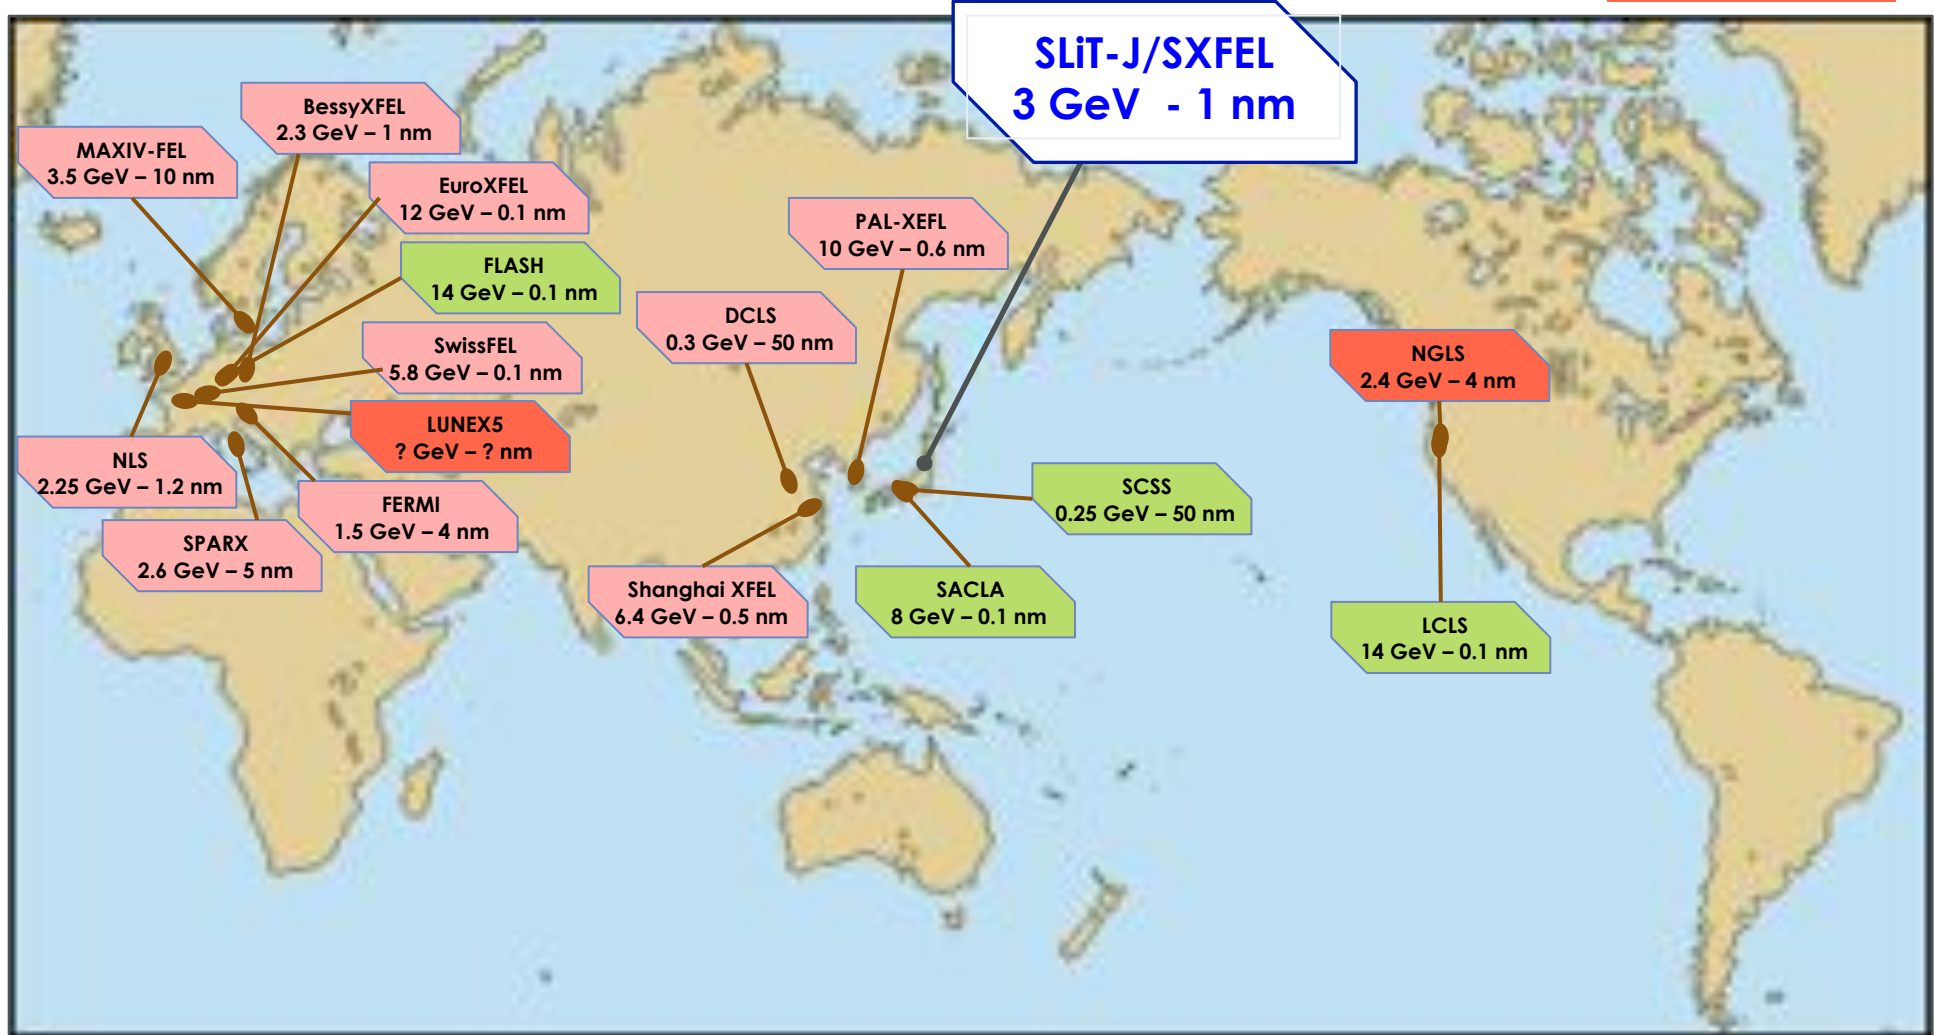 SLiT-J/SXFEL
3 GeV - 1 nm
BessyXFEL
2.3 GeV – 1 nm
MAXIV-FEL
3.5 GeV – 10 nm
EuroXFEL
12 GeV – 0.1 nm
PAL-XEFL
10 GeV – 0.6 nm
FLASH
14 GeV – 0.1 nm
DCLS
0.3 GeV – 50 nm
SwissFEL
5.8 GeV – 0.1 nm
NGLS
2.4 GeV – 4 nm
LUNEX5
? GeV – ? nm
NLS
2.25 GeV – 1.2 nm
FERMI
1.5 GeV – 4 nm
SCSS
0.25 GeV – 50 nm
SPARX
2.6 GeV – 5 nm
Shanghai XFEL
6.4 GeV – 0.5 nm
SACLA
8 GeV – 0.1 nm
LCLS
14 GeV – 0.1 nm